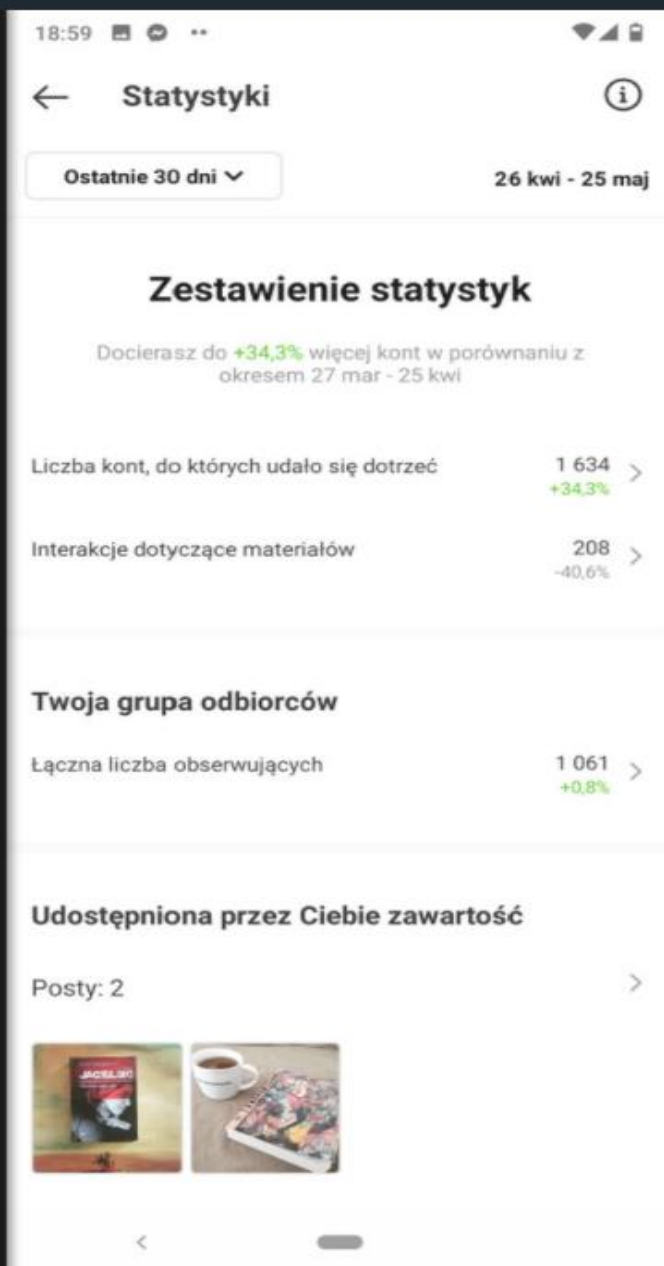 18:59
Statystyki
Ostatnie 30 dni
26 kwi - 25 maj
Zestawienie statystyk
Docierasz do +34,3% więcej kont w porównaniu z
okresem 27 mar - 25 kwi
Liczba kont, do których udało się dotrzeć
1 634
+34,3%
Interakcje dotyczące materiałów
208
-40,6%
Twoja grupa odbiorców
Łączna liczba obserwujących
1 061
+0,8%
Udostępniona przez Ciebie zawartość
Posty: 2